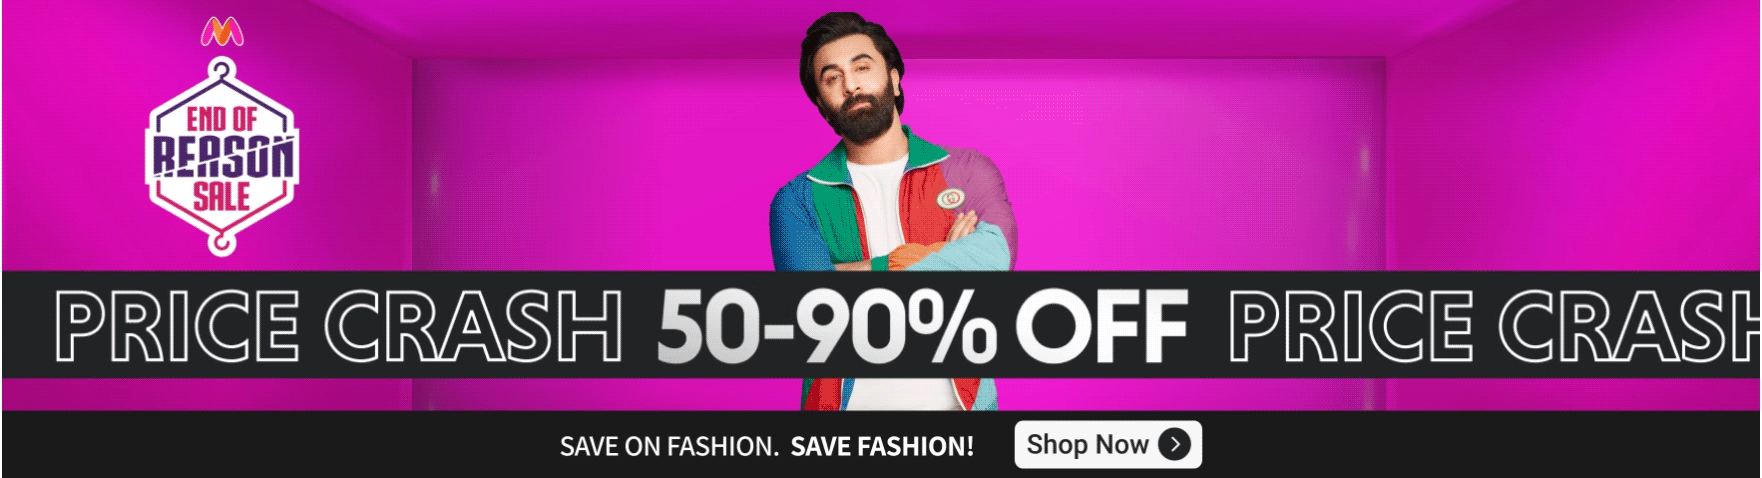 END OF
REASON
SALE
PRICE CRASH 50-90% OFF PRICE CRASH
SAVE ON FASHION. SAVE FASHION!
Shop Now